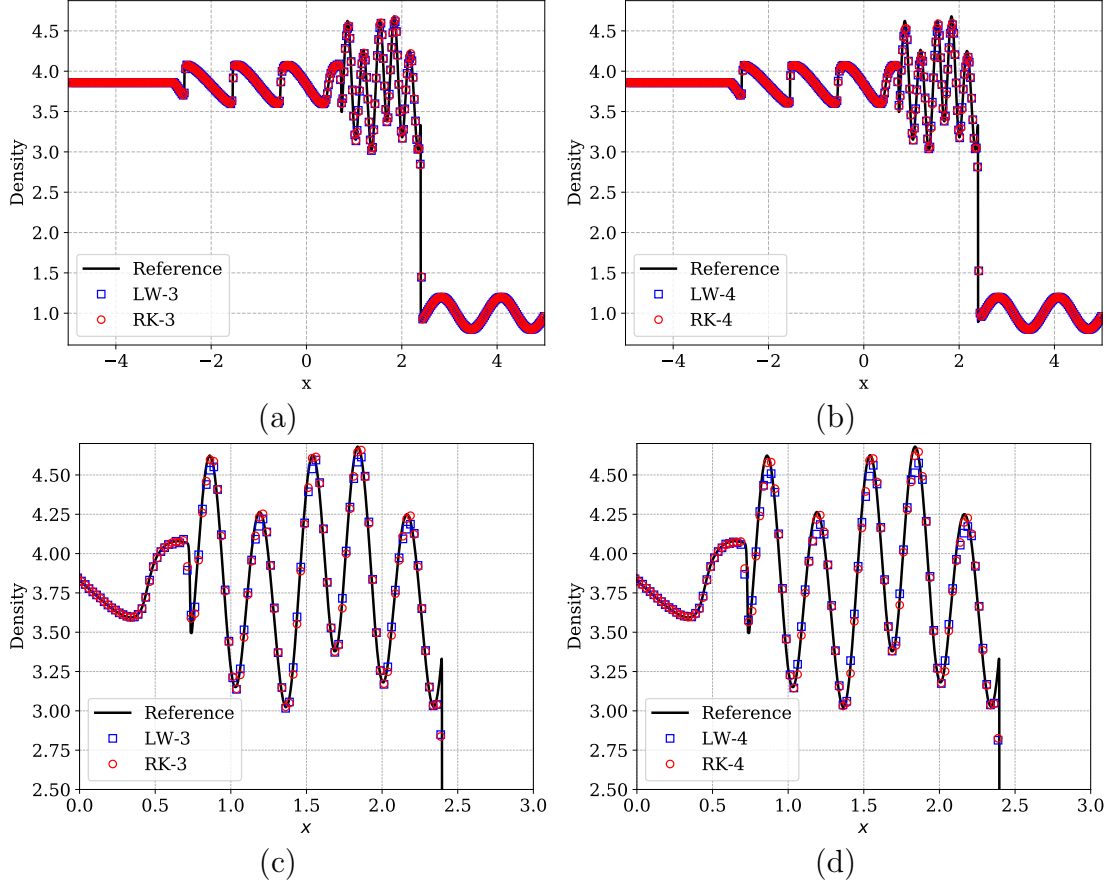 4.5
4.0
3.5
3.0
2.5
2.0
1.5
1.0
Density
−4 −2 0 2 4
x
Reference
LW-3
RK-3
(a)
4.5
4.0
3.5
3.0
2.5
2.0
1.5
1.0
Density
−4 −2 0 2 4
x
Reference
LW-4
RK-4
(b)
4.50
4.25
4.00
3.75
3.50
3.25
3.00
2.75
2.50
Density
0.0 0.5 1.0 1.5 2.0 2.5 3.0
x
Reference
LW-3
RK-3
(c)
4.50
4.25
4.00
3.75
3.50
3.25
3.00
2.75
2.50
Density
0.0 0.5 1.0 1.5 2.0 2.5 3.0
x
Reference
LW-4
RK-4
(d)